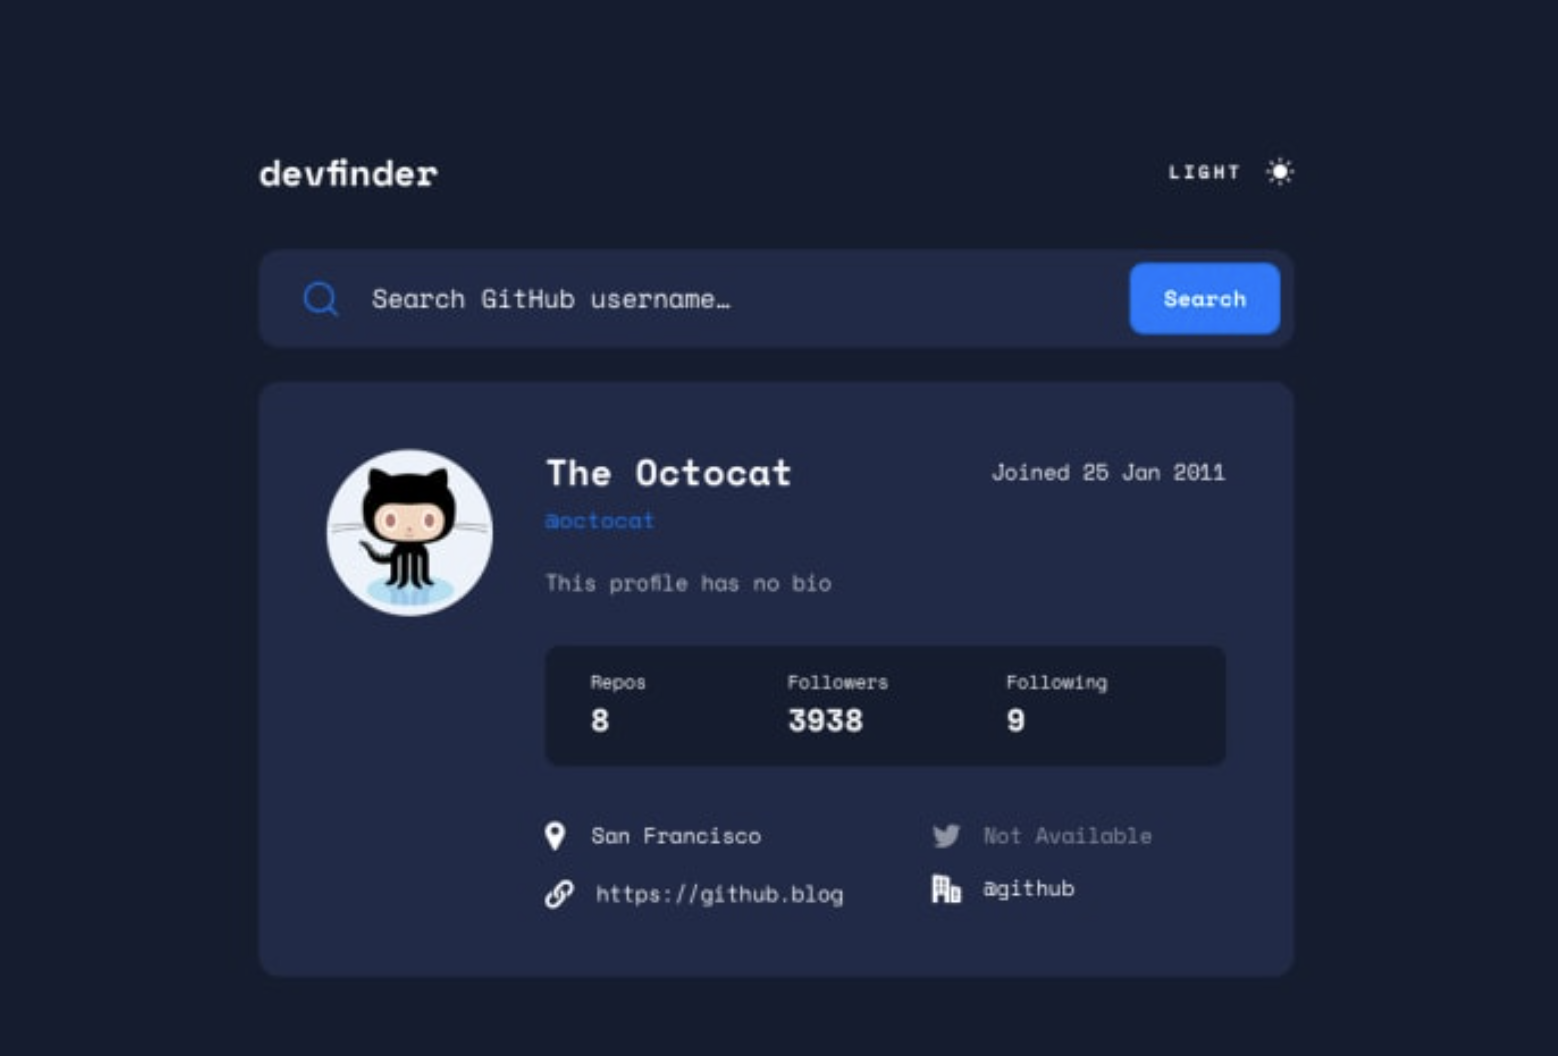 devfinder
LIGHT
Search GitHub username…
Search
The Octocat
Joined 25 Jan 2011
@octocat
This profile has no bio
Repos
Followers
Following
8
3938
9
San Francisco
Not Available
https://github.blog
@github